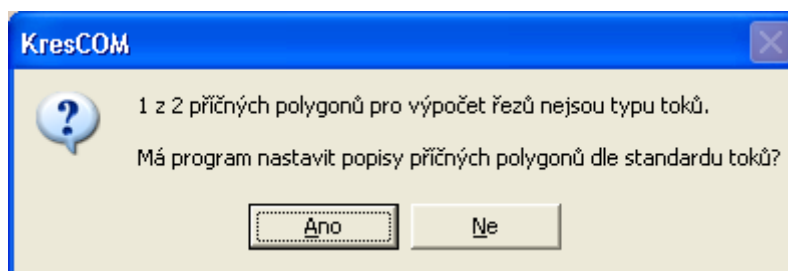 KresCOM
1 z 2 příčných polygonů pro výpočet řezů nejsou typu toků.
Má program nastavit popisy příčných polygonů dle standardu toků?
Ano
Ne